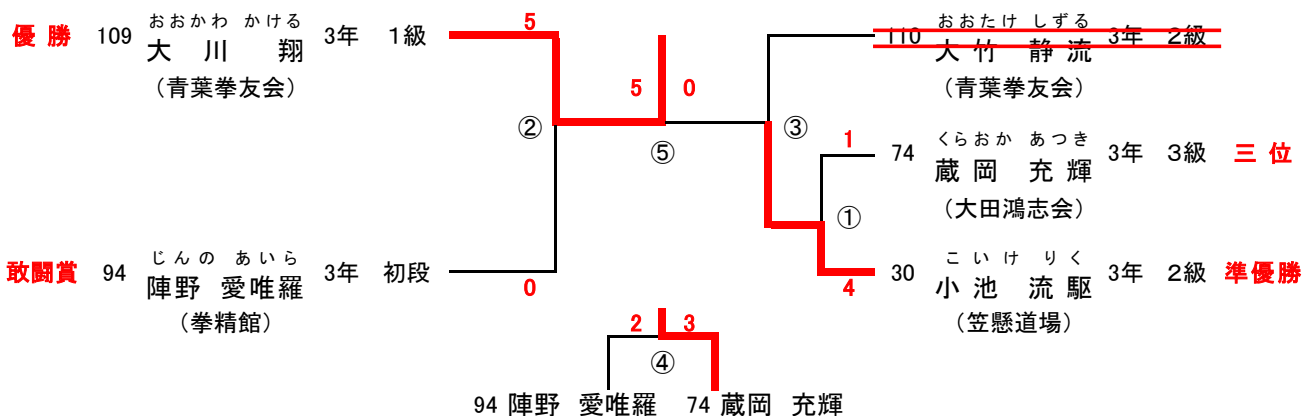 おおかわ かける
優 勝 109 大 川 翔 3年 1級
(青葉拳友会)
5
おおたけ しずる
110 大 竹 静 流 3年 2級
(青葉拳友会)
5 0
② ③
⑤
1
くらおか あつき
74 蔵 岡 充 輝 3年 3級 三 位
(大田鴻志会)
①
じんの あいら
敢闘賞 94 陣野 愛唯羅 3年 初段
(拳精館)
0
4
こいけ りく
30 小 池 流 駆 3年 2級 準優勝
(笠懸道場)
2 3
④
94 陣野 愛唯羅 74 蔵岡 充輝